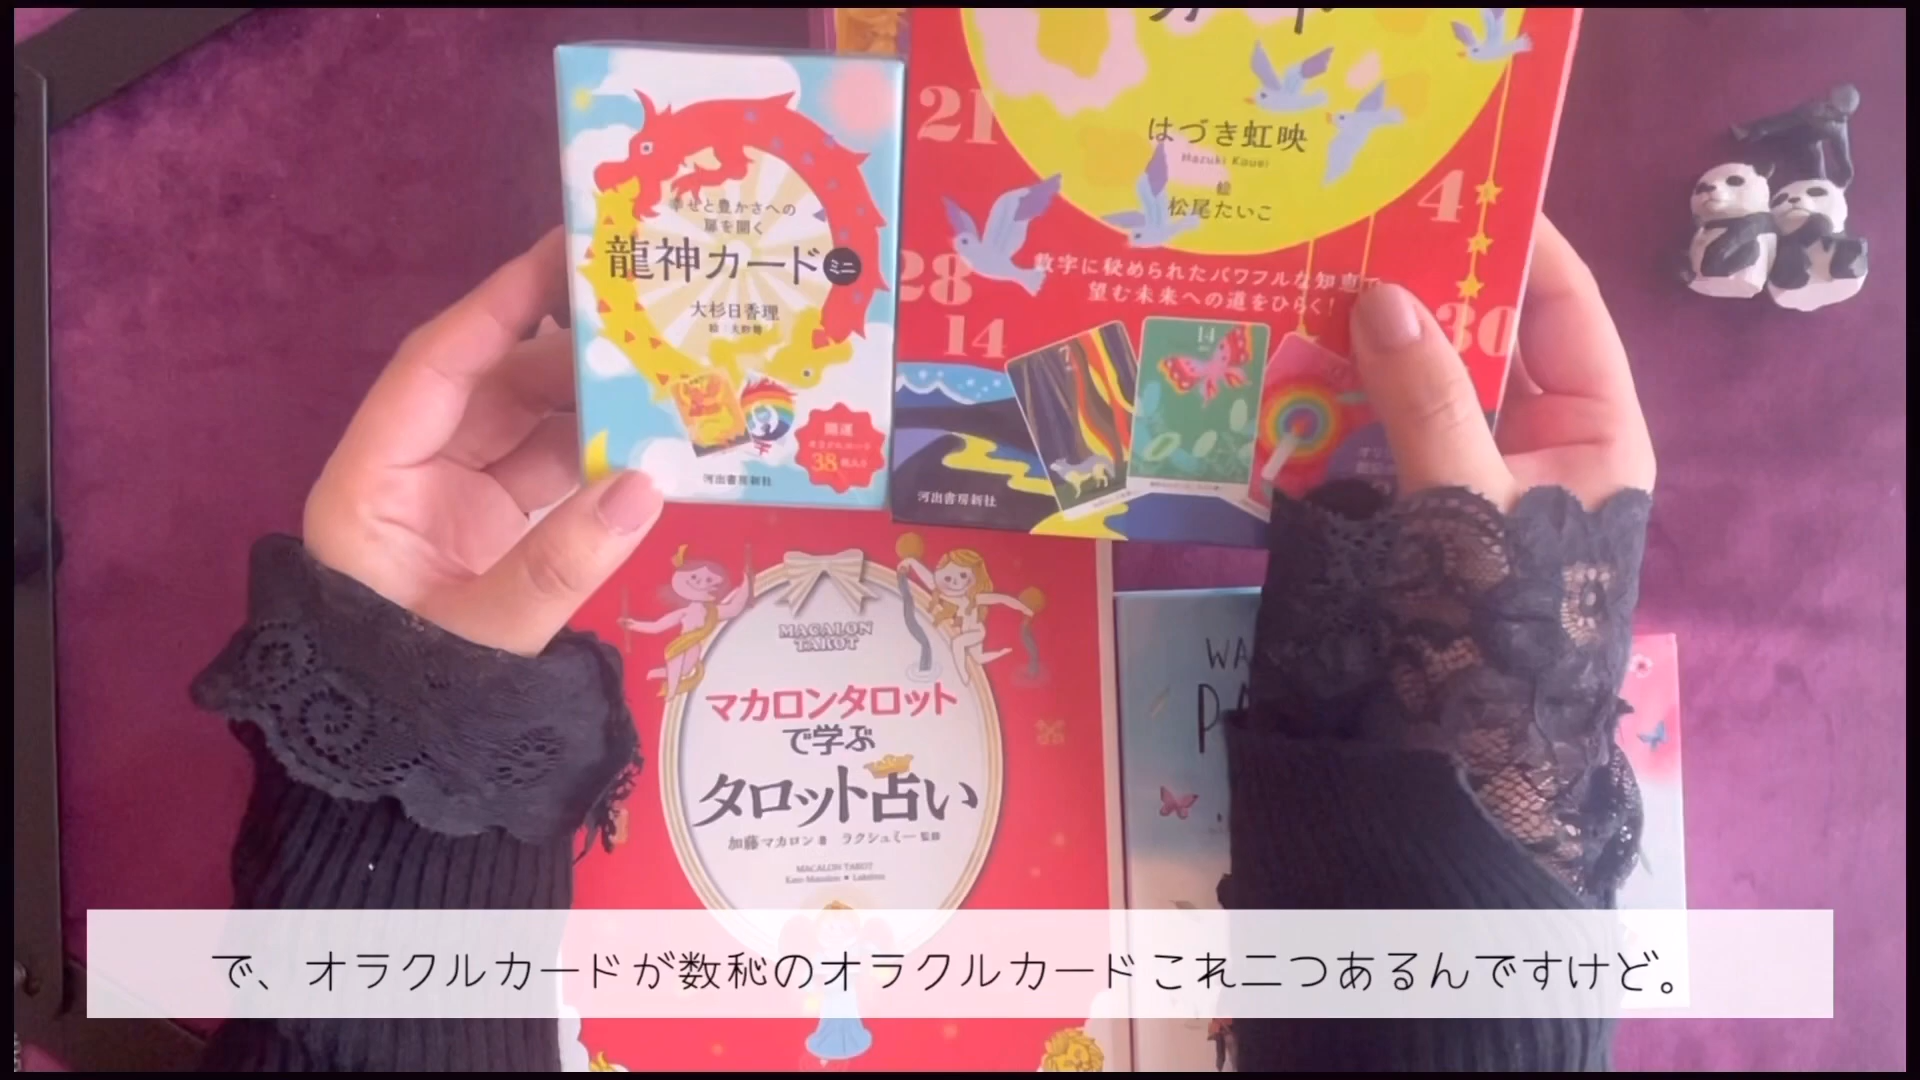 幸せと豊かさへの
扉を開く
龍神カード ミニ
大杉日香理
開運
38
河出書房新社
21
28
14
4
30
はづき虹映
Hazuki Kouei
絵
松尾たいこ
数字に秘められたパワフルな知恵で
望む未来への道をひらく!
7
14
河出書房新社
MACALON
TAROT
マカロンタロット
で学ぶ
タロット占い
加藤マカロン 著 ラクシュミー 監修
MACALON TAROT
WA
で、オラクルカードが数秘のオラクルカードこれ二つあるんですけど。